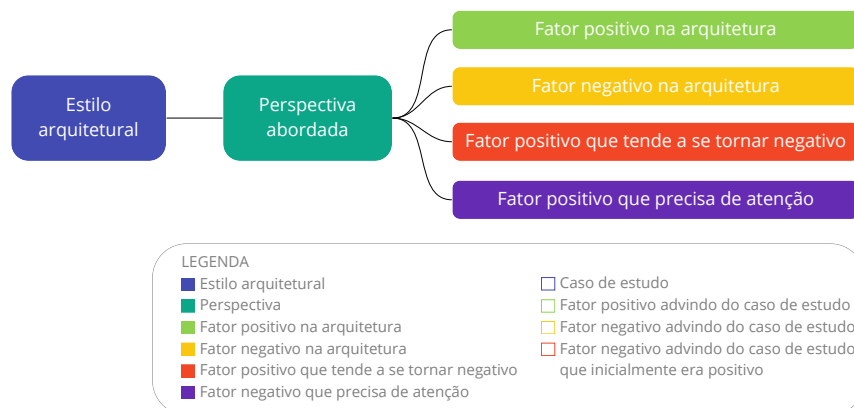 Fator positivo na arquitetura
Fator negativo na arquitetura
Estilo
arquitetural
Perspectiva
abordada
Fator positivo que tende a se tornar negativo
Fator positivo que precisa de atenção
LEGENDA
Estilo arquitetural
Perspectiva
Fator positivo na arquitetura
Fator negativo na arquitetura
Fator positivo que tende a se tornar negativo
Fator negativo que precisa de atenção
Caso de estudo
Fator positivo advindo do caso de estudo
Fator negativo advindo do caso de estudo
Fator negativo advindo do caso de estudo
que inicialmente era positivo